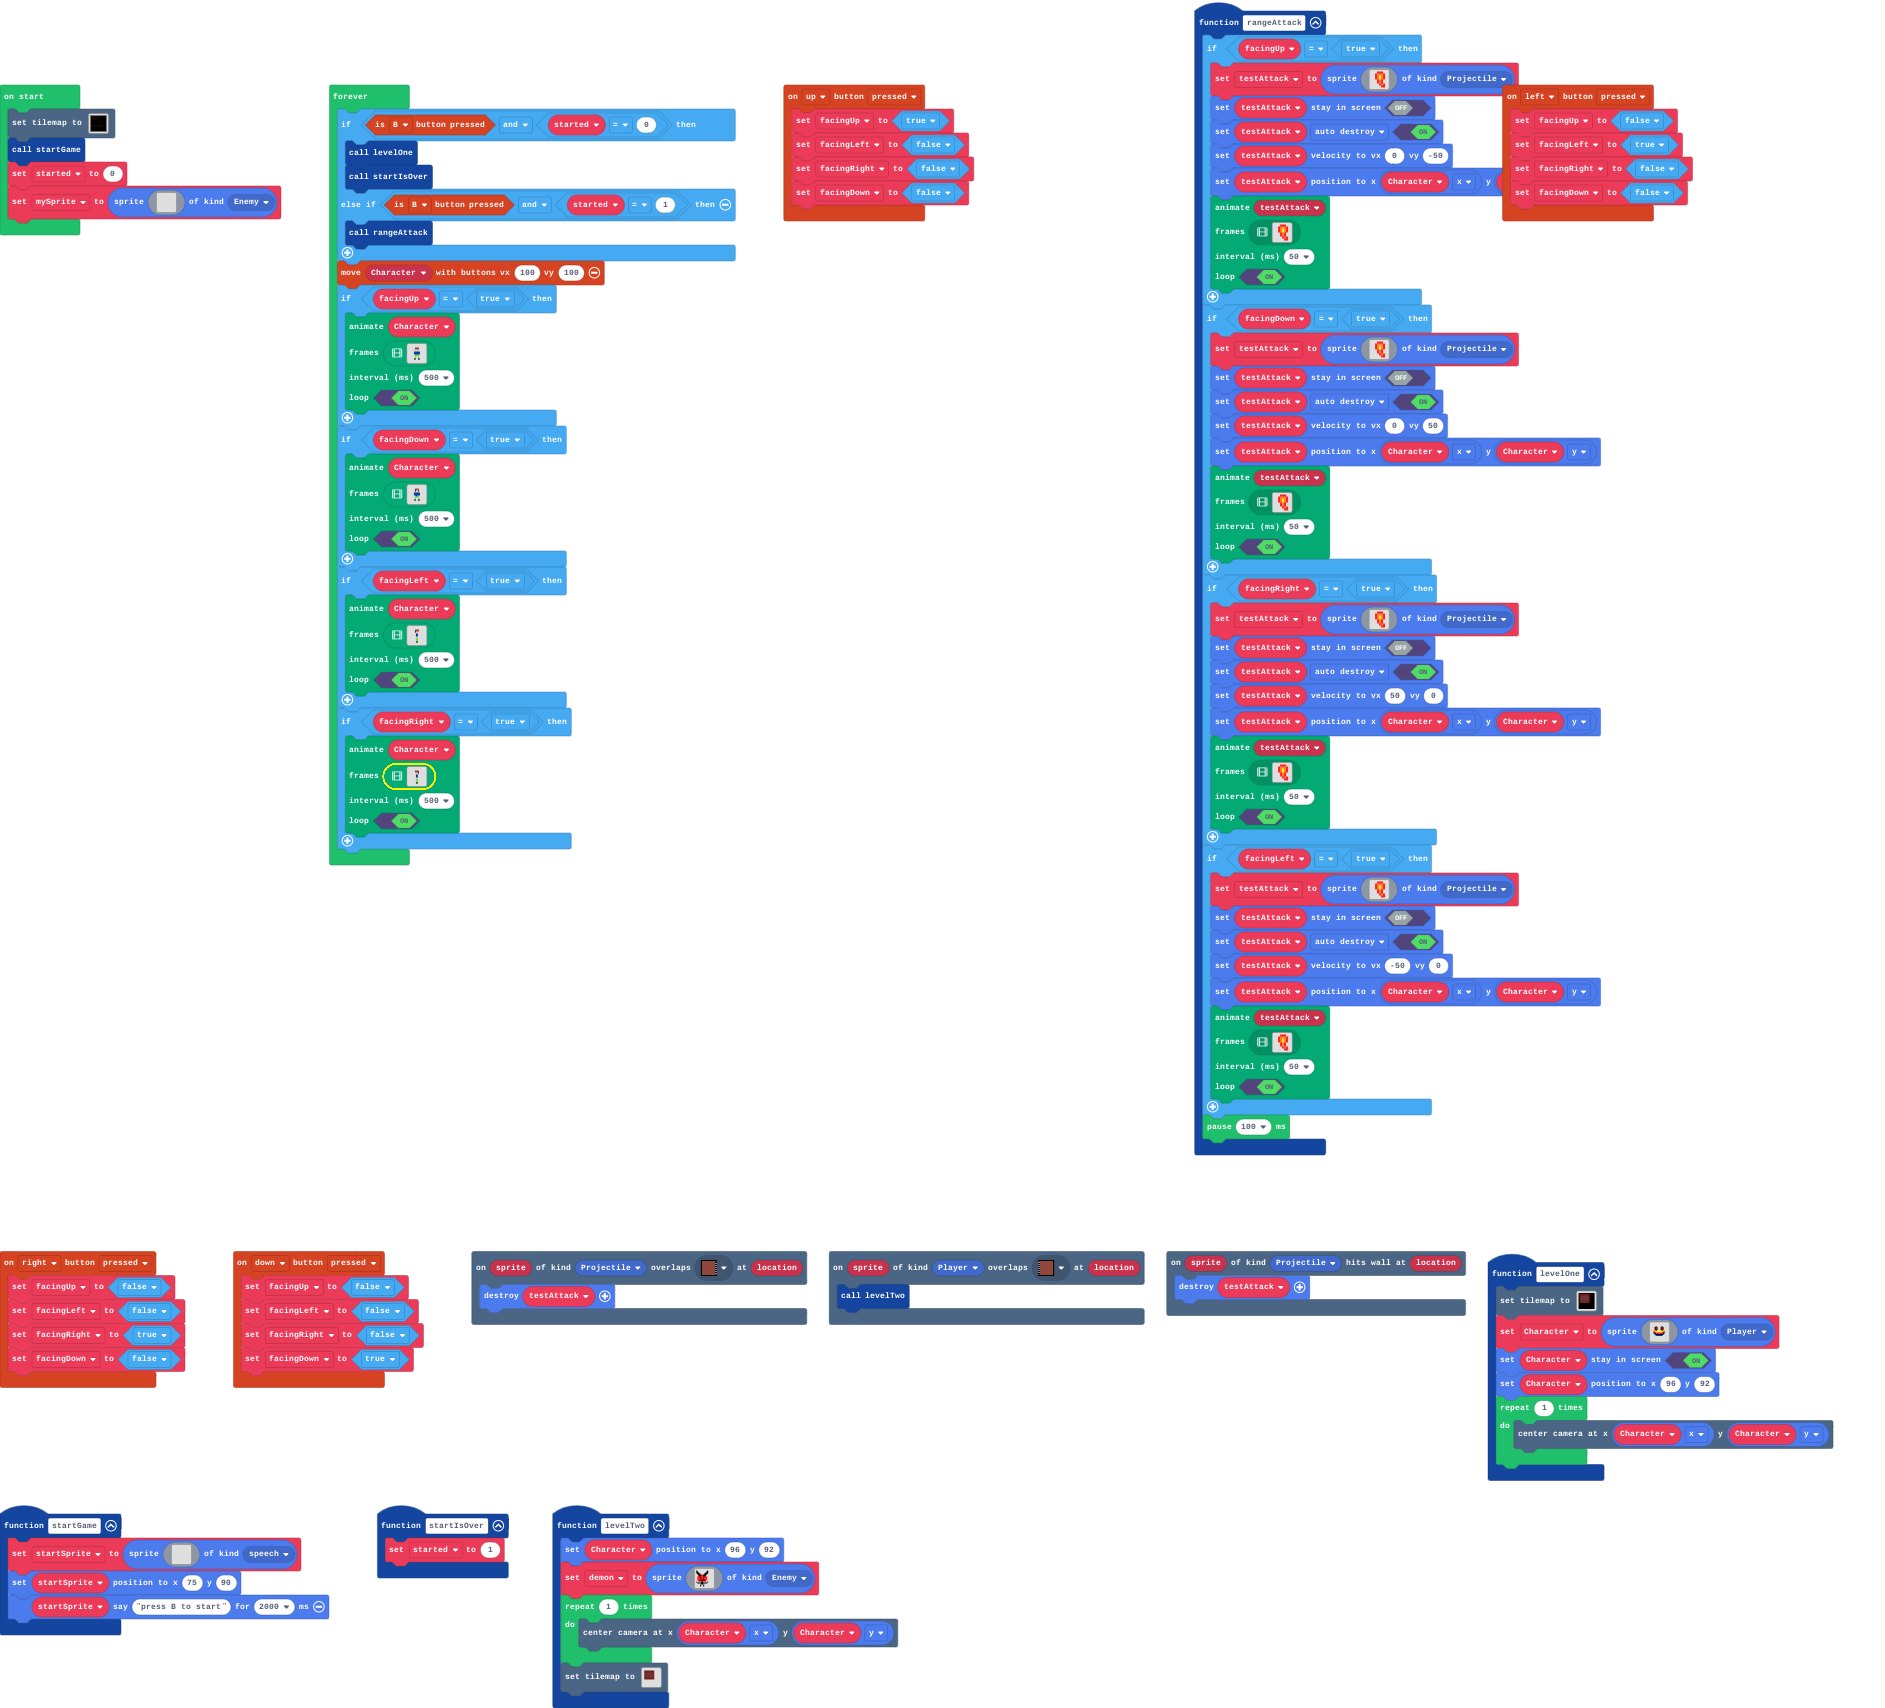 on start
set tilemap to
call startGame
set started to 0
set mySprite to sprite of kind Enemy
forever
if is B button pressed and started = 0 then
call levelOne
call startIsOver
else if is B button pressed and started = 1 then
call rangeAttack
move Character with buttons vx 100 vy 100
if facingUp = true then
animate Character
frames
interval (ms) 500
loop ON
if facingDown = true then
animate Character
frames
interval (ms) 500
loop ON
if facingLeft = true then
animate Character
frames
interval (ms) 500
loop ON
if facingRight = true then
animate Character
frames
interval (ms) 500
loop ON
on up button pressed
set facingUp to true
set facingLeft to false
set facingRight to false
set facingDown to false
function rangeAttack
if facingUp = true then
set testAttack to sprite of kind Projectile
set testAttack stay in screen OFF
set testAttack auto destroy ON
set testAttack velocity to vx 0 vy -50
set testAttack position to x Character x y
animate testAttack
frames
interval (ms) 50
loop ON
if facingDown = true then
set testAttack to sprite of kind Projectile
set testAttack stay in screen OFF
set testAttack auto destroy ON
set testAttack velocity to vx 0 vy 50
set testAttack position to x Character x y Character y
animate testAttack
frames
interval (ms) 50
loop ON
if facingRight = true then
set testAttack to sprite of kind Projectile
set testAttack stay in screen OFF
set testAttack auto destroy ON
set testAttack velocity to vx 50 vy 0
set testAttack position to x Character x y Character y
animate testAttack
frames
interval (ms) 50
loop ON
if facingLeft = true then
set testAttack to sprite of kind Projectile
set testAttack stay in screen OFF
set testAttack auto destroy ON
set testAttack velocity to vx -50 vy 0
set testAttack position to x Character x y Character y
animate testAttack
frames
interval (ms) 50
loop ON
pause 100 ms
on left button pressed
set facingUp to false
set facingLeft to true
set facingRight to false
set facingDown to false
on right button pressed
set facingUp to false
set facingLeft to false
set facingRight to true
set facingDown to false
on down button pressed
set facingUp to false
set facingLeft to false
set facingRight to false
set facingDown to true
on sprite of kind Projectile overlaps at location
destroy testAttack
on sprite of kind Player overlaps at location
call levelTwo
on sprite of kind Projectile hits wall at location
destroy testAttack
function levelOne
set tilemap to
set Character to sprite of kind Player
set Character stay in screen ON
set Character position to x 96 y 92
repeat 1 times
do center camera at x Character x y Character y
function startGame
set startSprite to sprite of kind speech
set startSprite position to x 75 y 90
startSprite say "press B to start" for 2000 ms
function startIsOver
set started to 1
function levelTwo
set Character position to x 96 y 92
set demon to sprite of kind Enemy
repeat 1 times
do center camera at x Character x y Character y
set tilemap to